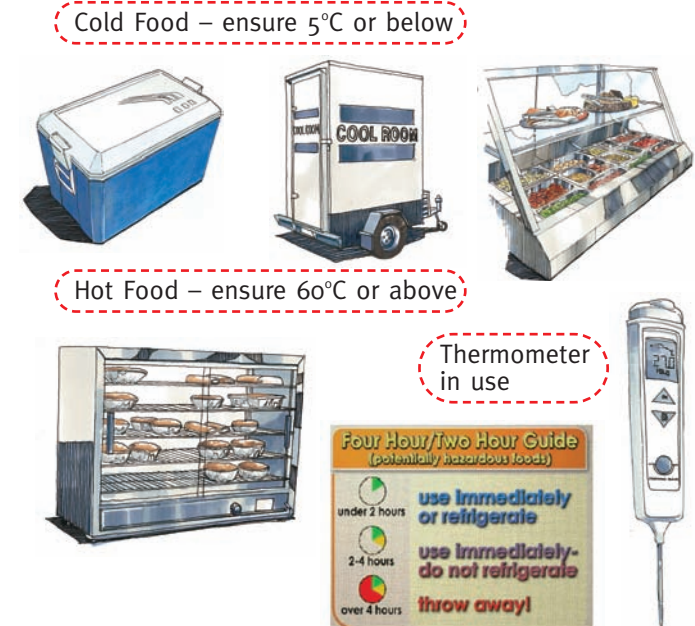 Cold Food – ensure 5°C or below
COOL ROOM
COOL ROOM
Hot Food – ensure 60°C or above
Thermometer
in use
Four Hour/Two Hour Guide
(potentially hazardous foods)
under 2 hours
use immediately
or refrigerate
2-4 hours
use immediately-
do not refrigerate
over 4 hours
throw away!